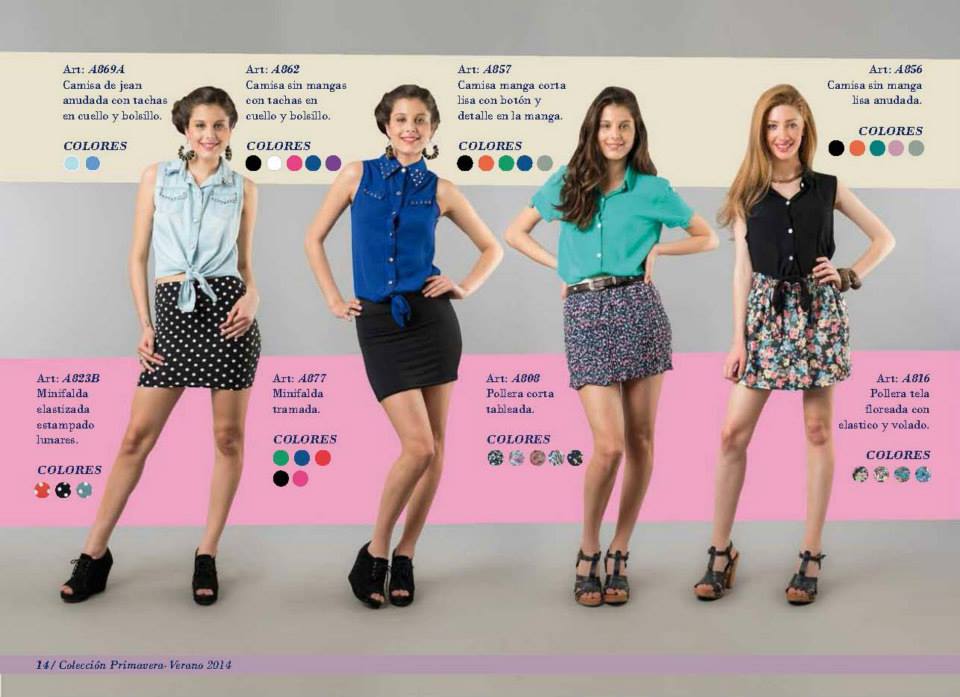 Art: A869A
Camisa de jean
anudada con tachas
en cuello y bolsillo.
COLORES
Art: A862
Camisa sin mangas
con tachas en
cuello y bolsillo.
COLORES
Art: A857
Camisa manga corta
lisa con botón y
detalle en la manga.
COLORES
Art: A856
Camisa sin manga
lisa anudada.
COLORES
Art: A823B
Minifalda
elastizada
estampado
lunares.
COLORES
Art: A877
Minifalda
tramada.
COLORES
Art: A808
Pollera corta
tableada.
COLORES
Art: A816
Pollera tela
floreada con
elastico y volado.
COLORES
14/ Colección Primavera-Verano 2014